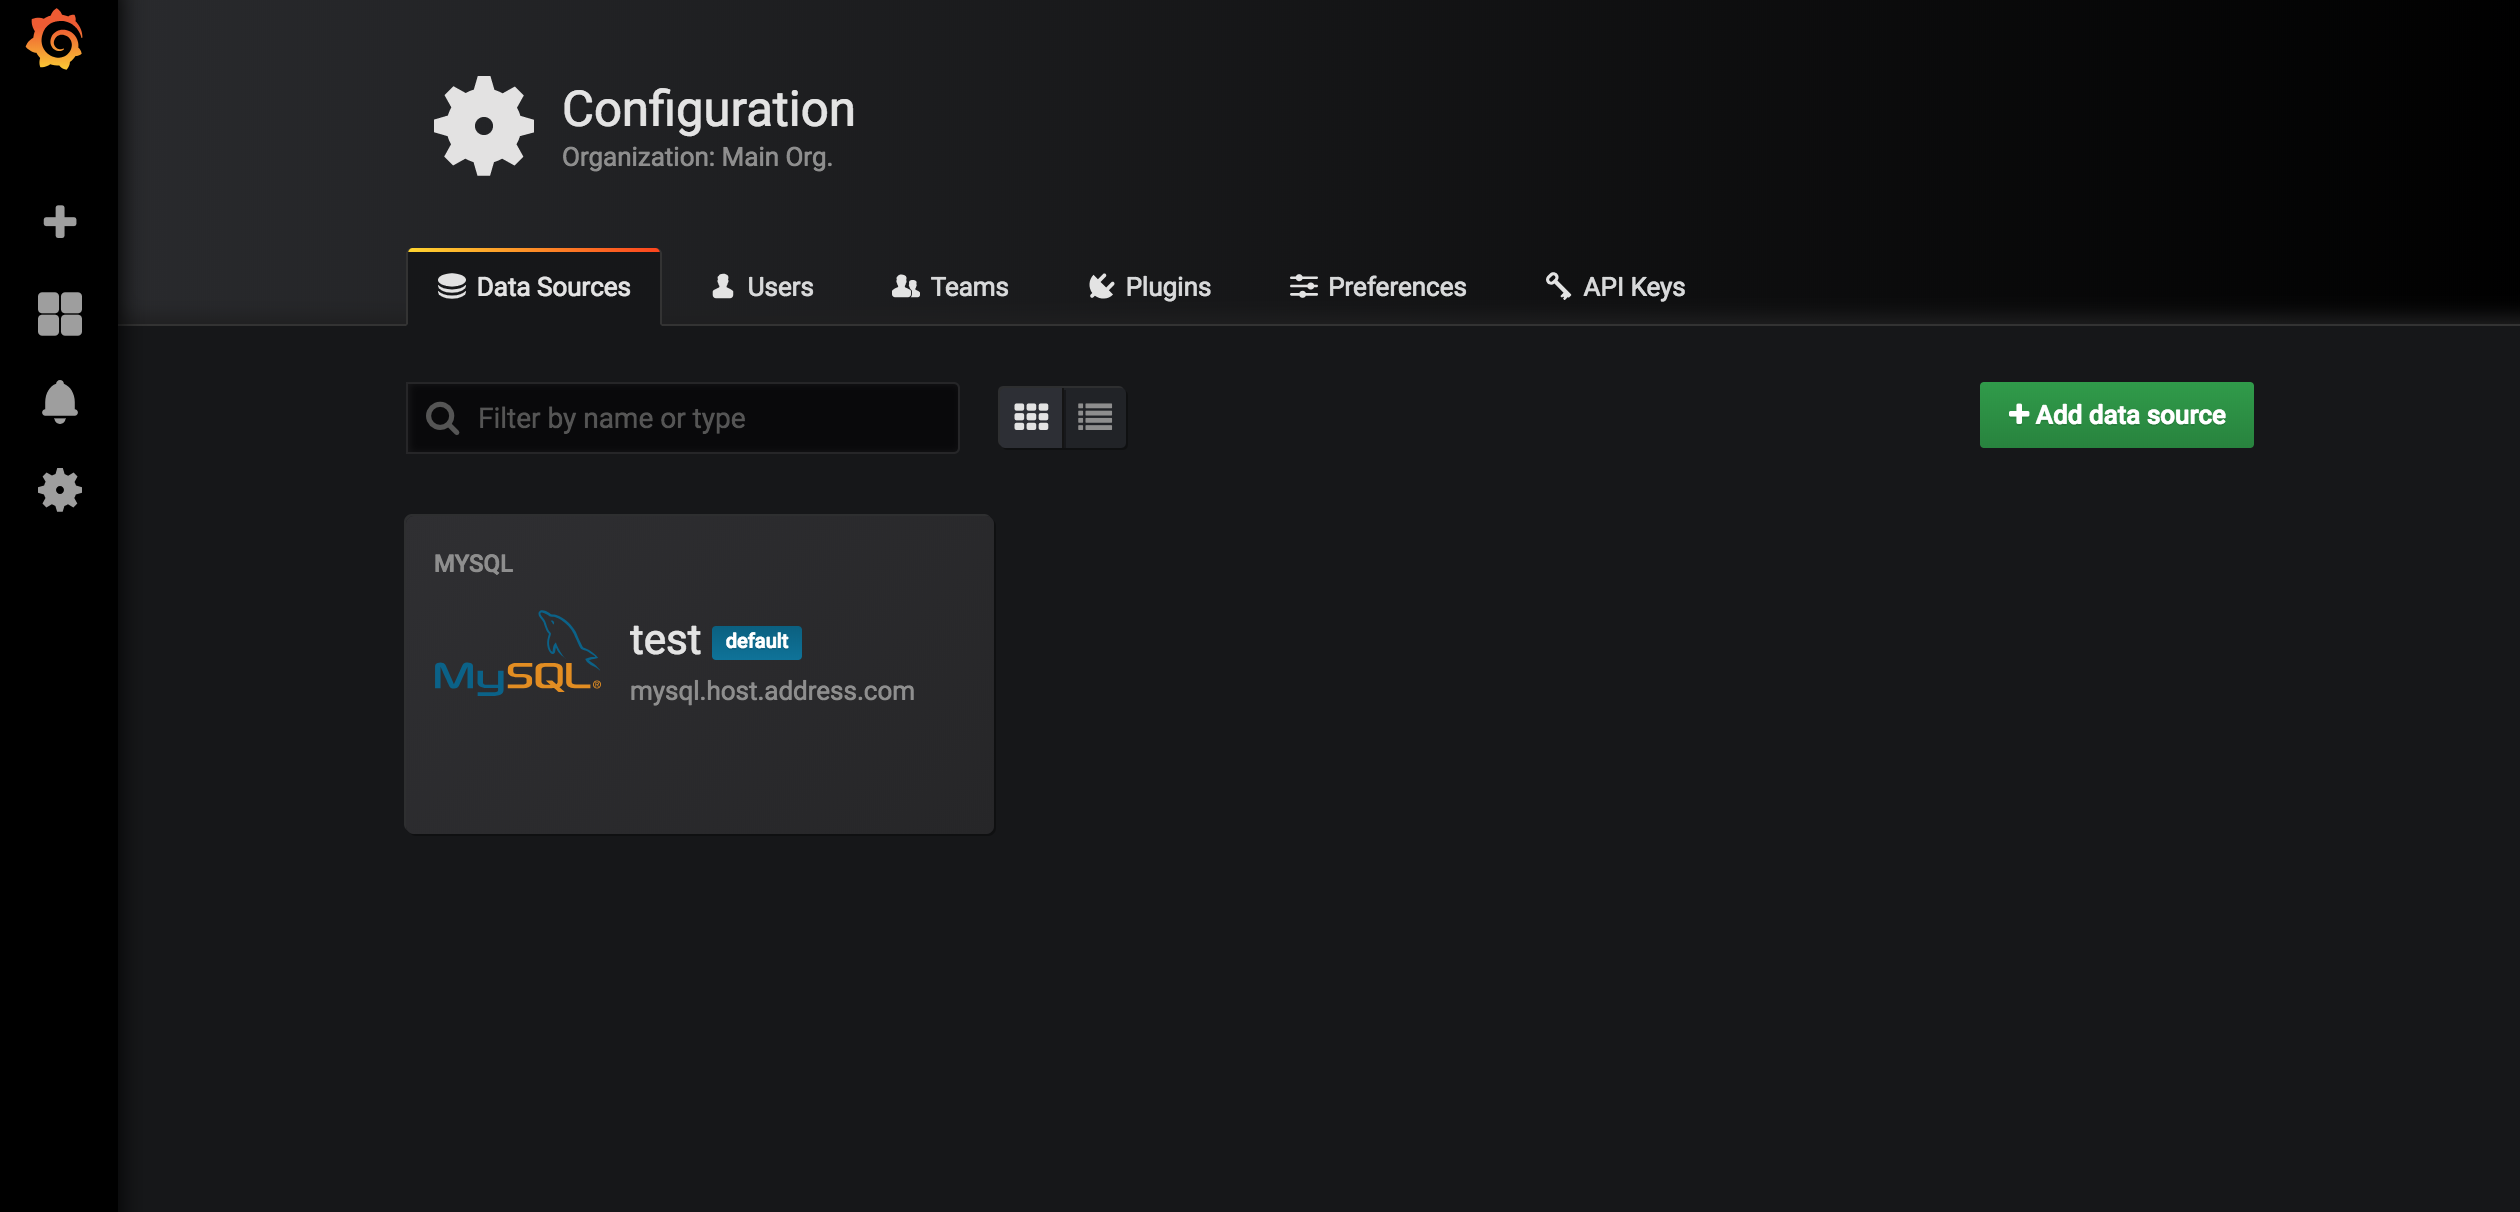 Configuration
Organization: Main Org.
Data Sources
Users
Teams
Plugins
Preferences
API Keys
Filter by name or type
Add data source
MYSQL
MySQL®
test
default
mysql.host.address.com